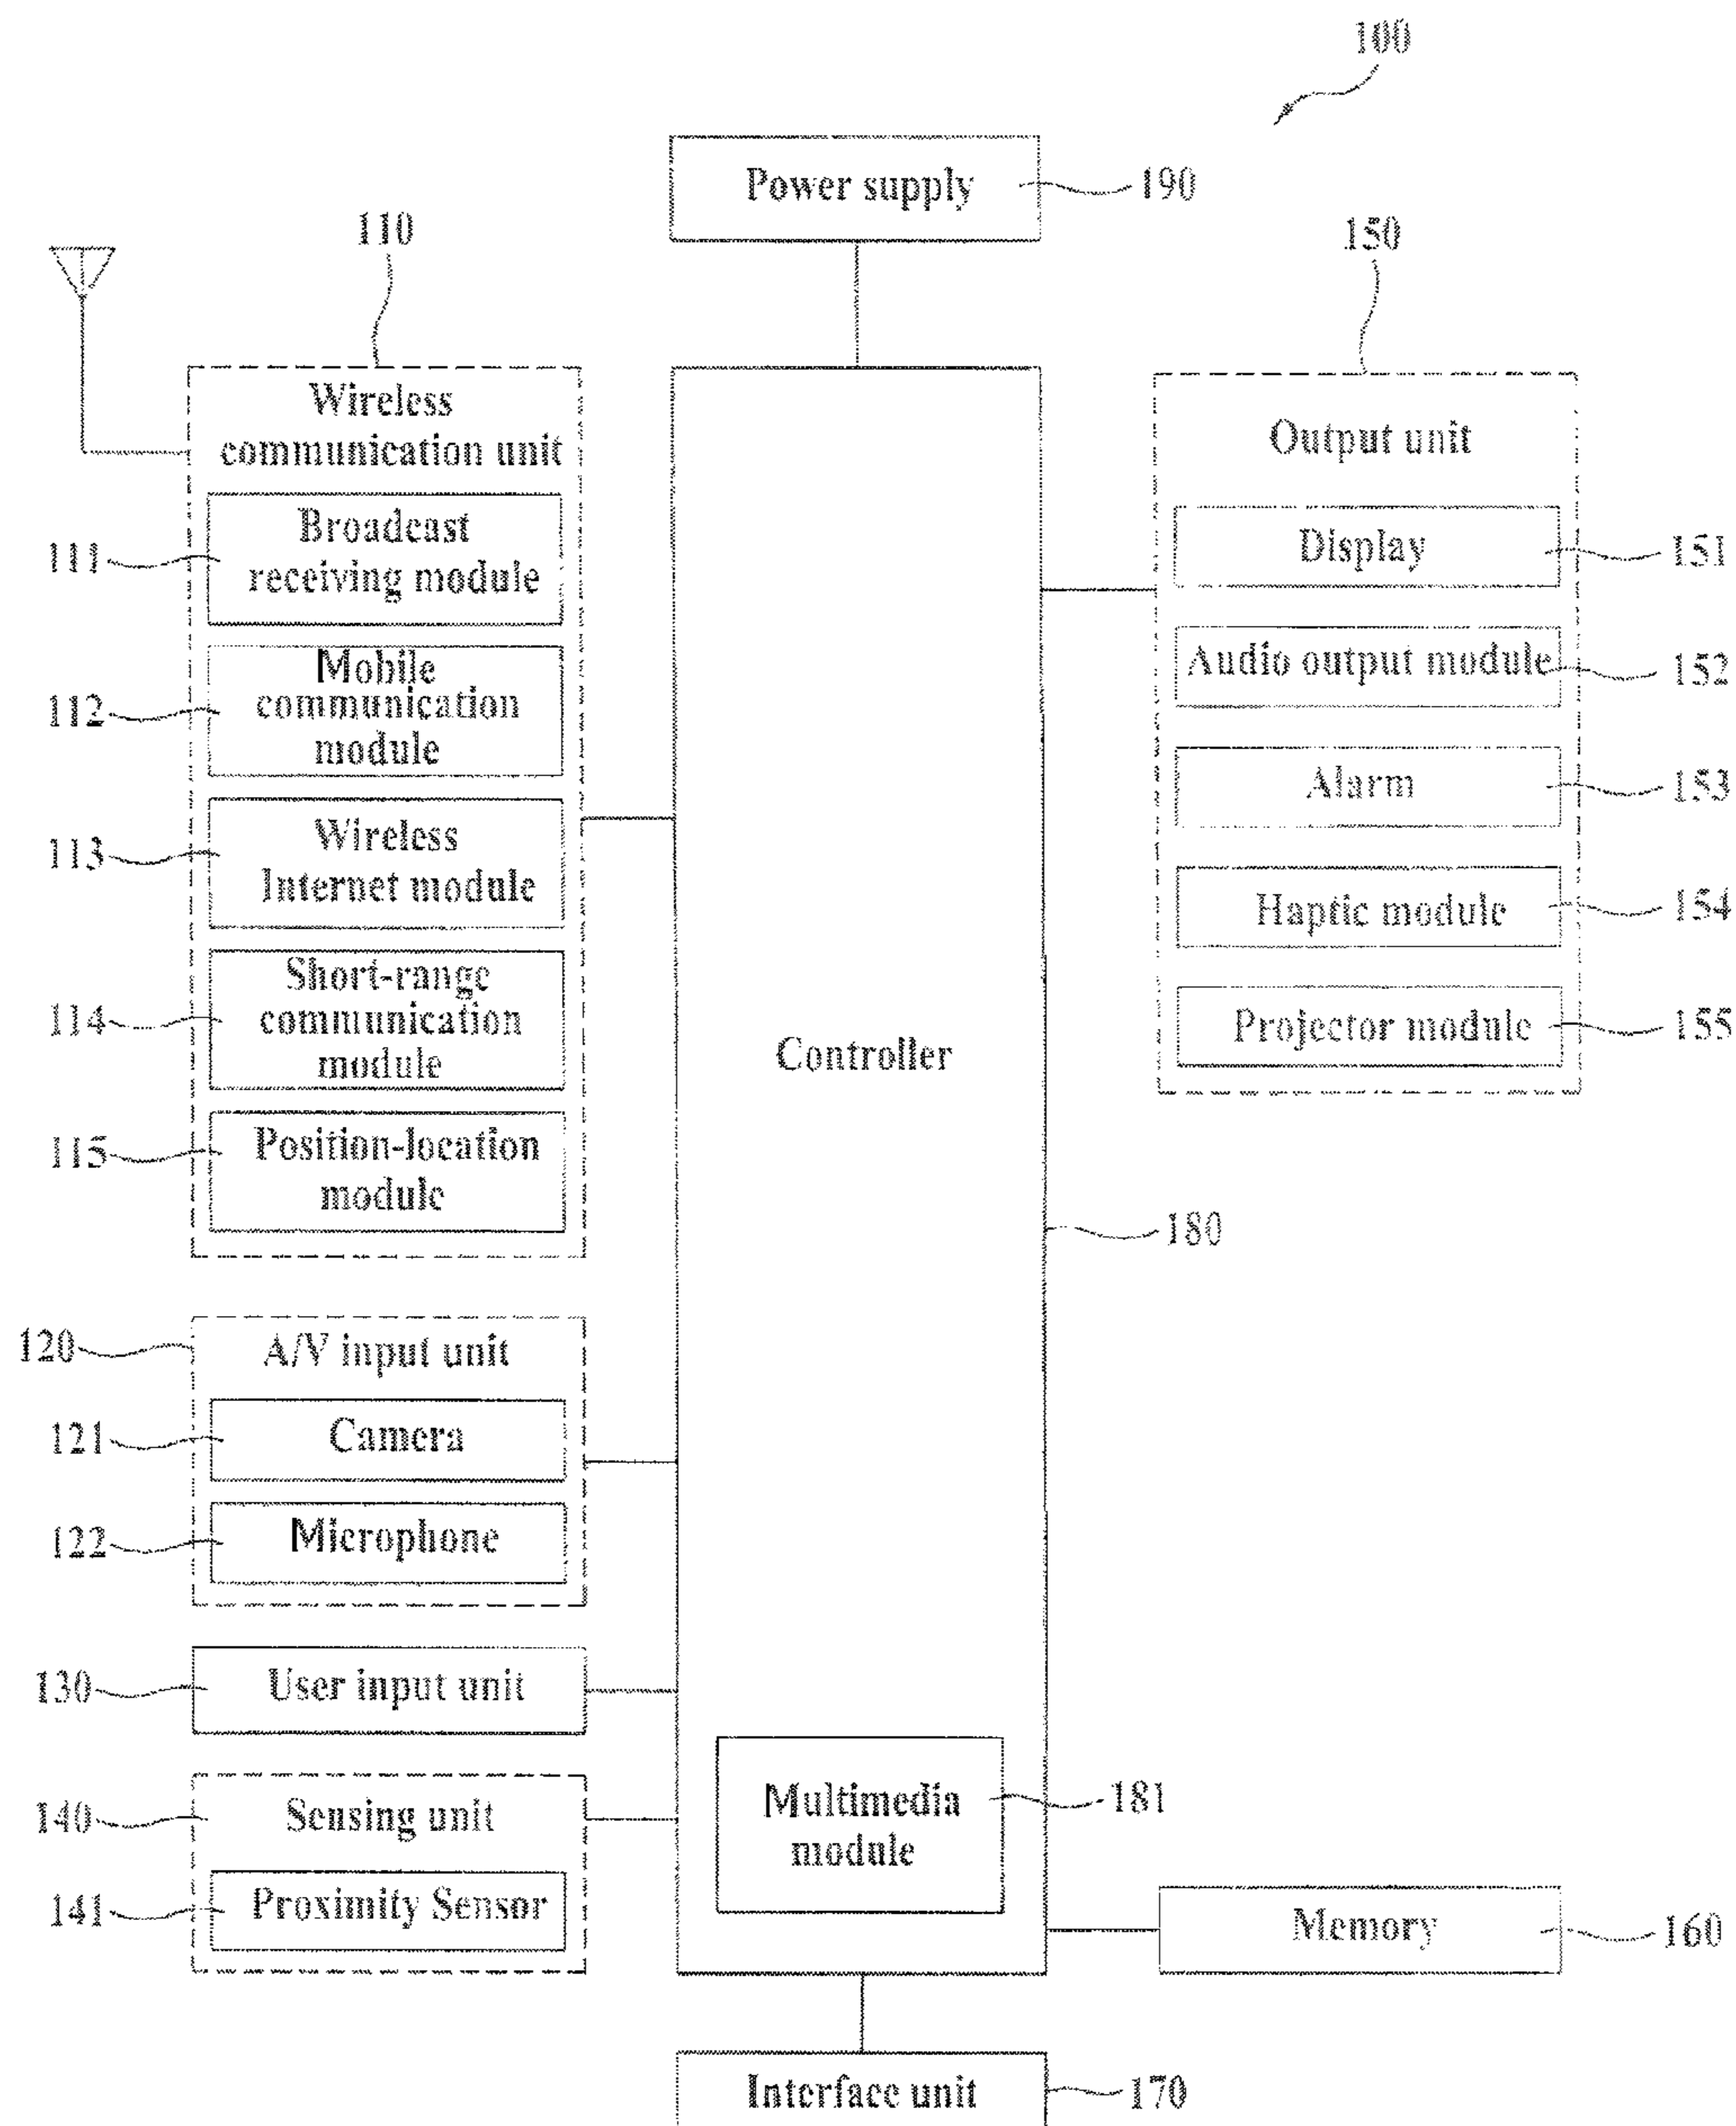 100
Power supply
190
110
150
Wireless
communication unit
Broadcast
receiving module
111
Mobile
communication
module
112
Wireless
Internet module
113
Short-range
communication
module
114
Position-location
module
115
Output unit
Display
151
Audio output module
152
Alarm
153
Haptic module
154
Projector module
155
Controller
180
120
A/V input unit
121
Camera
122
Microphone
130
User input unit
140
Sensing unit
141
Proximity Sensor
Multimedia
module
181
Memory
160
Interface unit
170